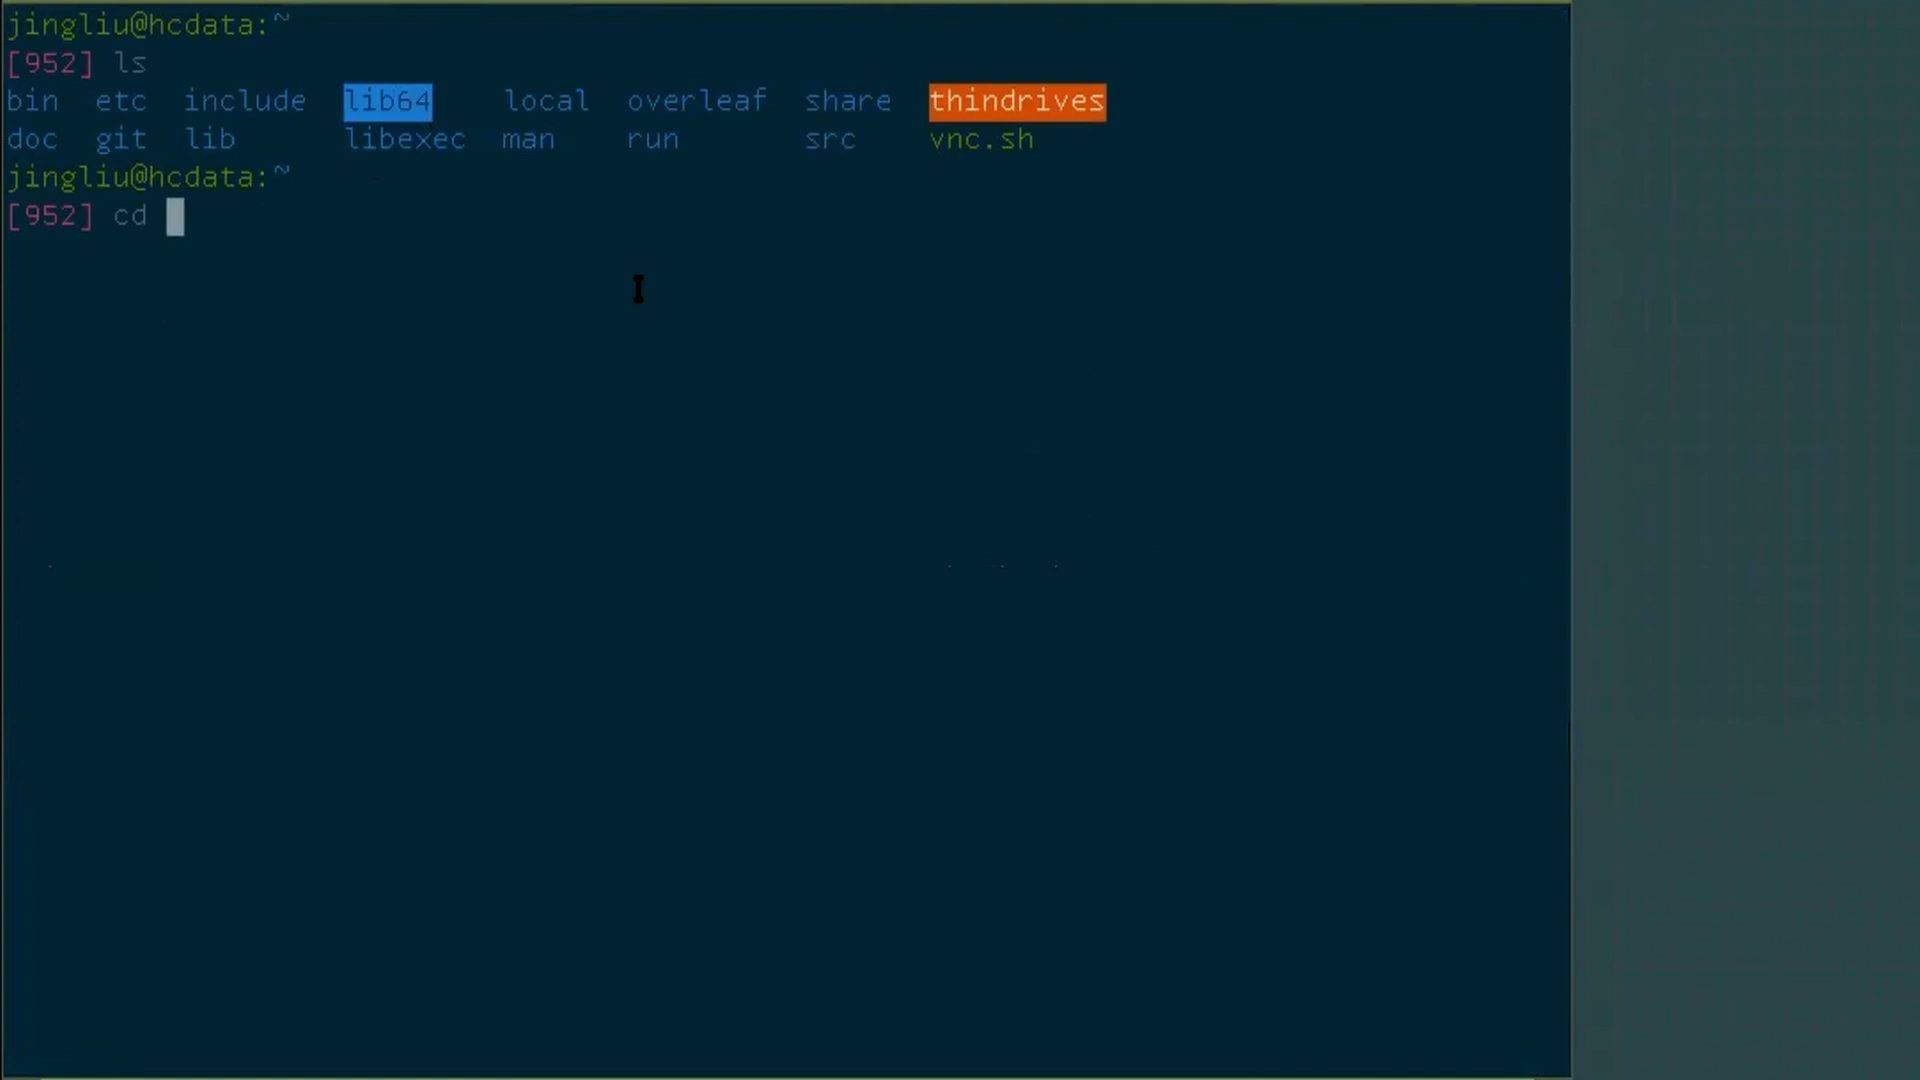 jingliu@hcdata:~
[952] ls
bin etc include lib64 local overleaf share thindrives
doc git lib libexec man run src vnc.sh
jingliu@hcdata:~
[952] cd